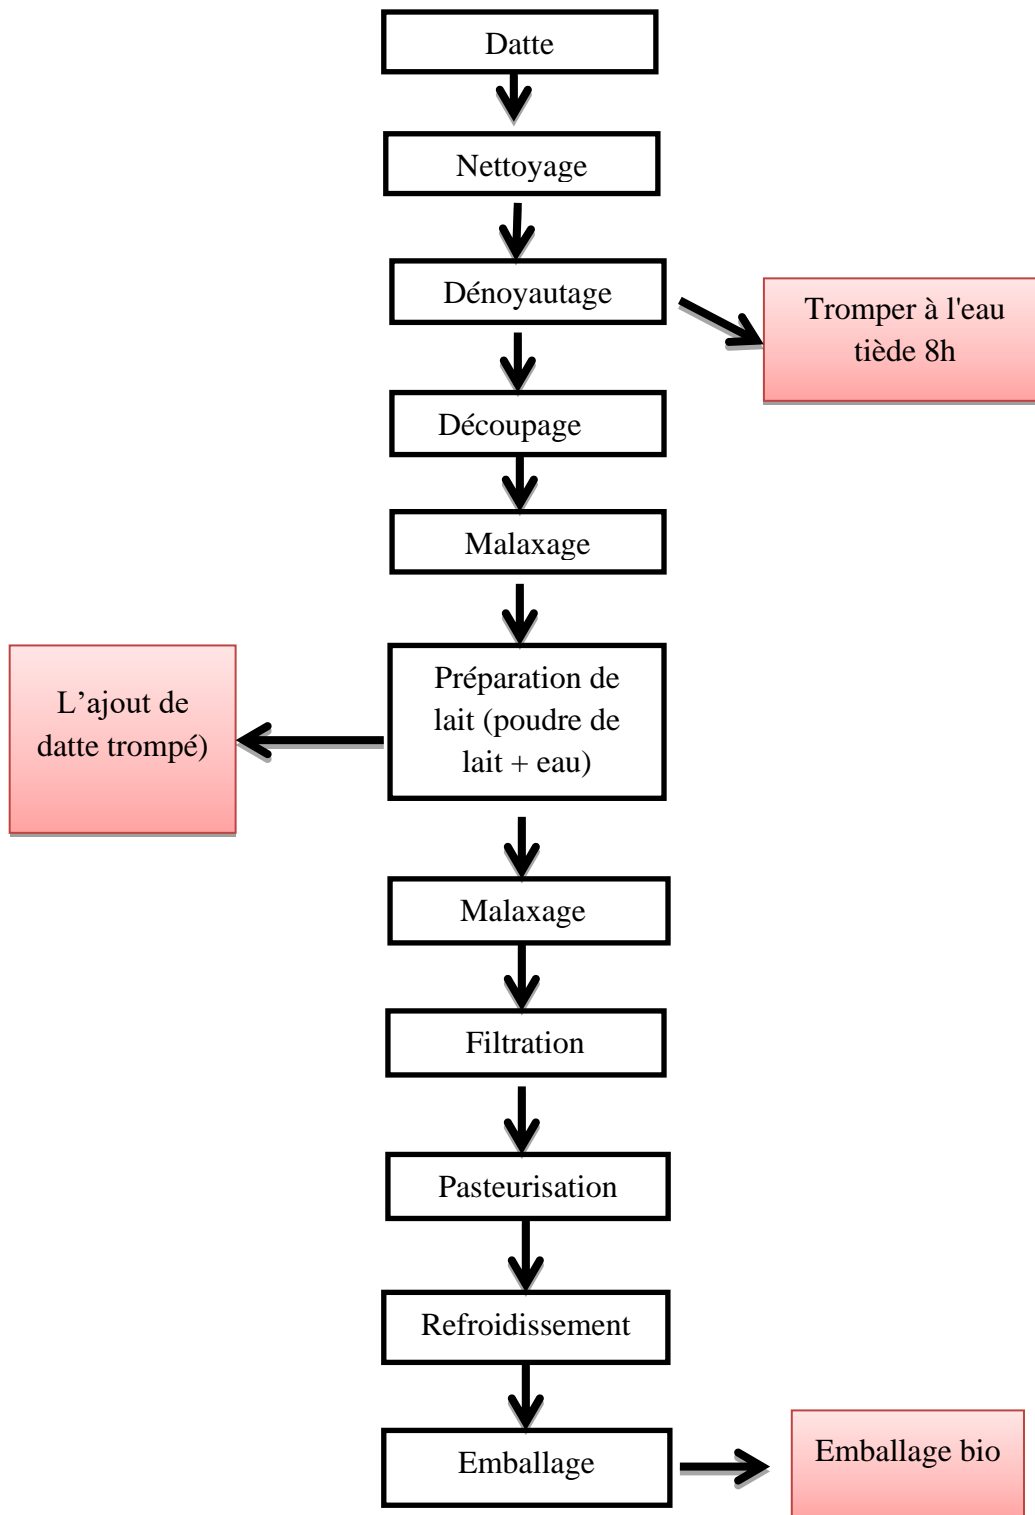 Datte
Nettoyage
Dénoyautage
Tromper à l'eau
tiède 8h
Découpage
Malaxage
Préparation de
lait (poudre de
lait + eau)
L’ajout de
datte trompé)
Malaxage
Filtration
Pasteurisation
Refroidissement
Emballage
Emballage bio